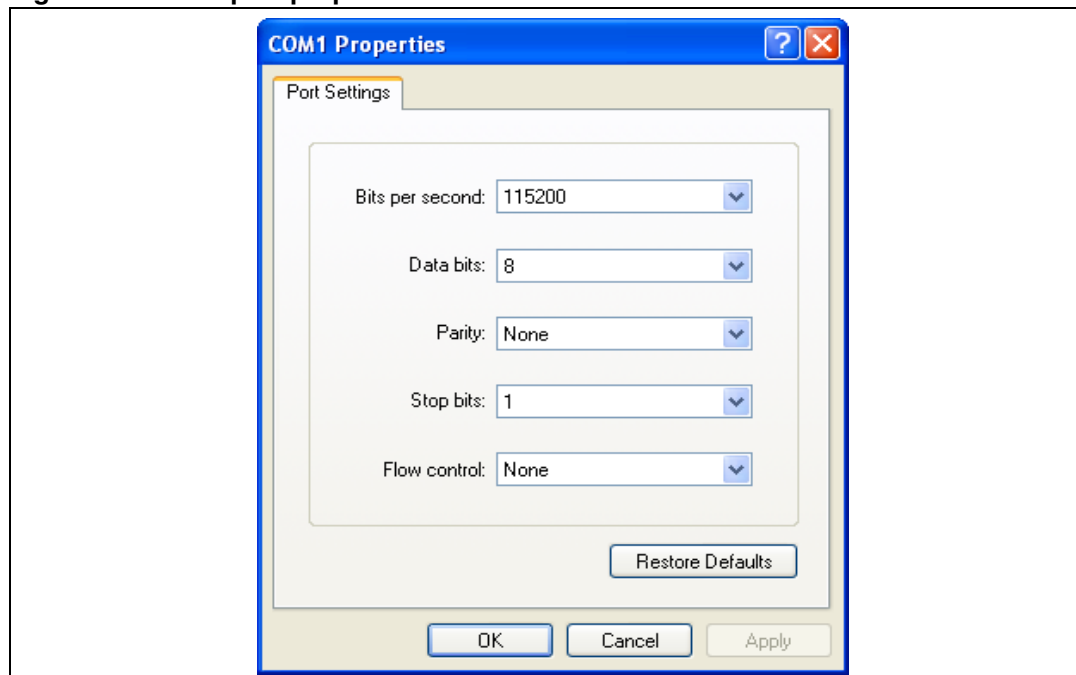 COM1 Properties
Port Settings
Bits per second: 115200
Data bits: 8
Parity: None
Stop bits: 1
Flow control: None
Restore Defaults
OK Cancel Apply